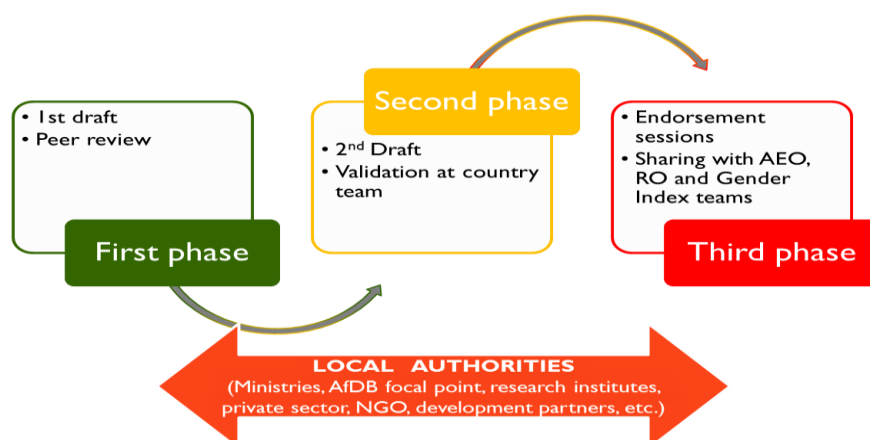 • 1st draft
• Peer review
First phase
Second phase
• 2nd Draft
• Validation at country
team
• Endorsement
sessions
• Sharing with AEO,
RO and Gender
Index teams
Third phase
LOCAL AUTHORITIES
(Ministries, AfDB focal point, research institutes,
private sector, NGO, development partners, etc.)